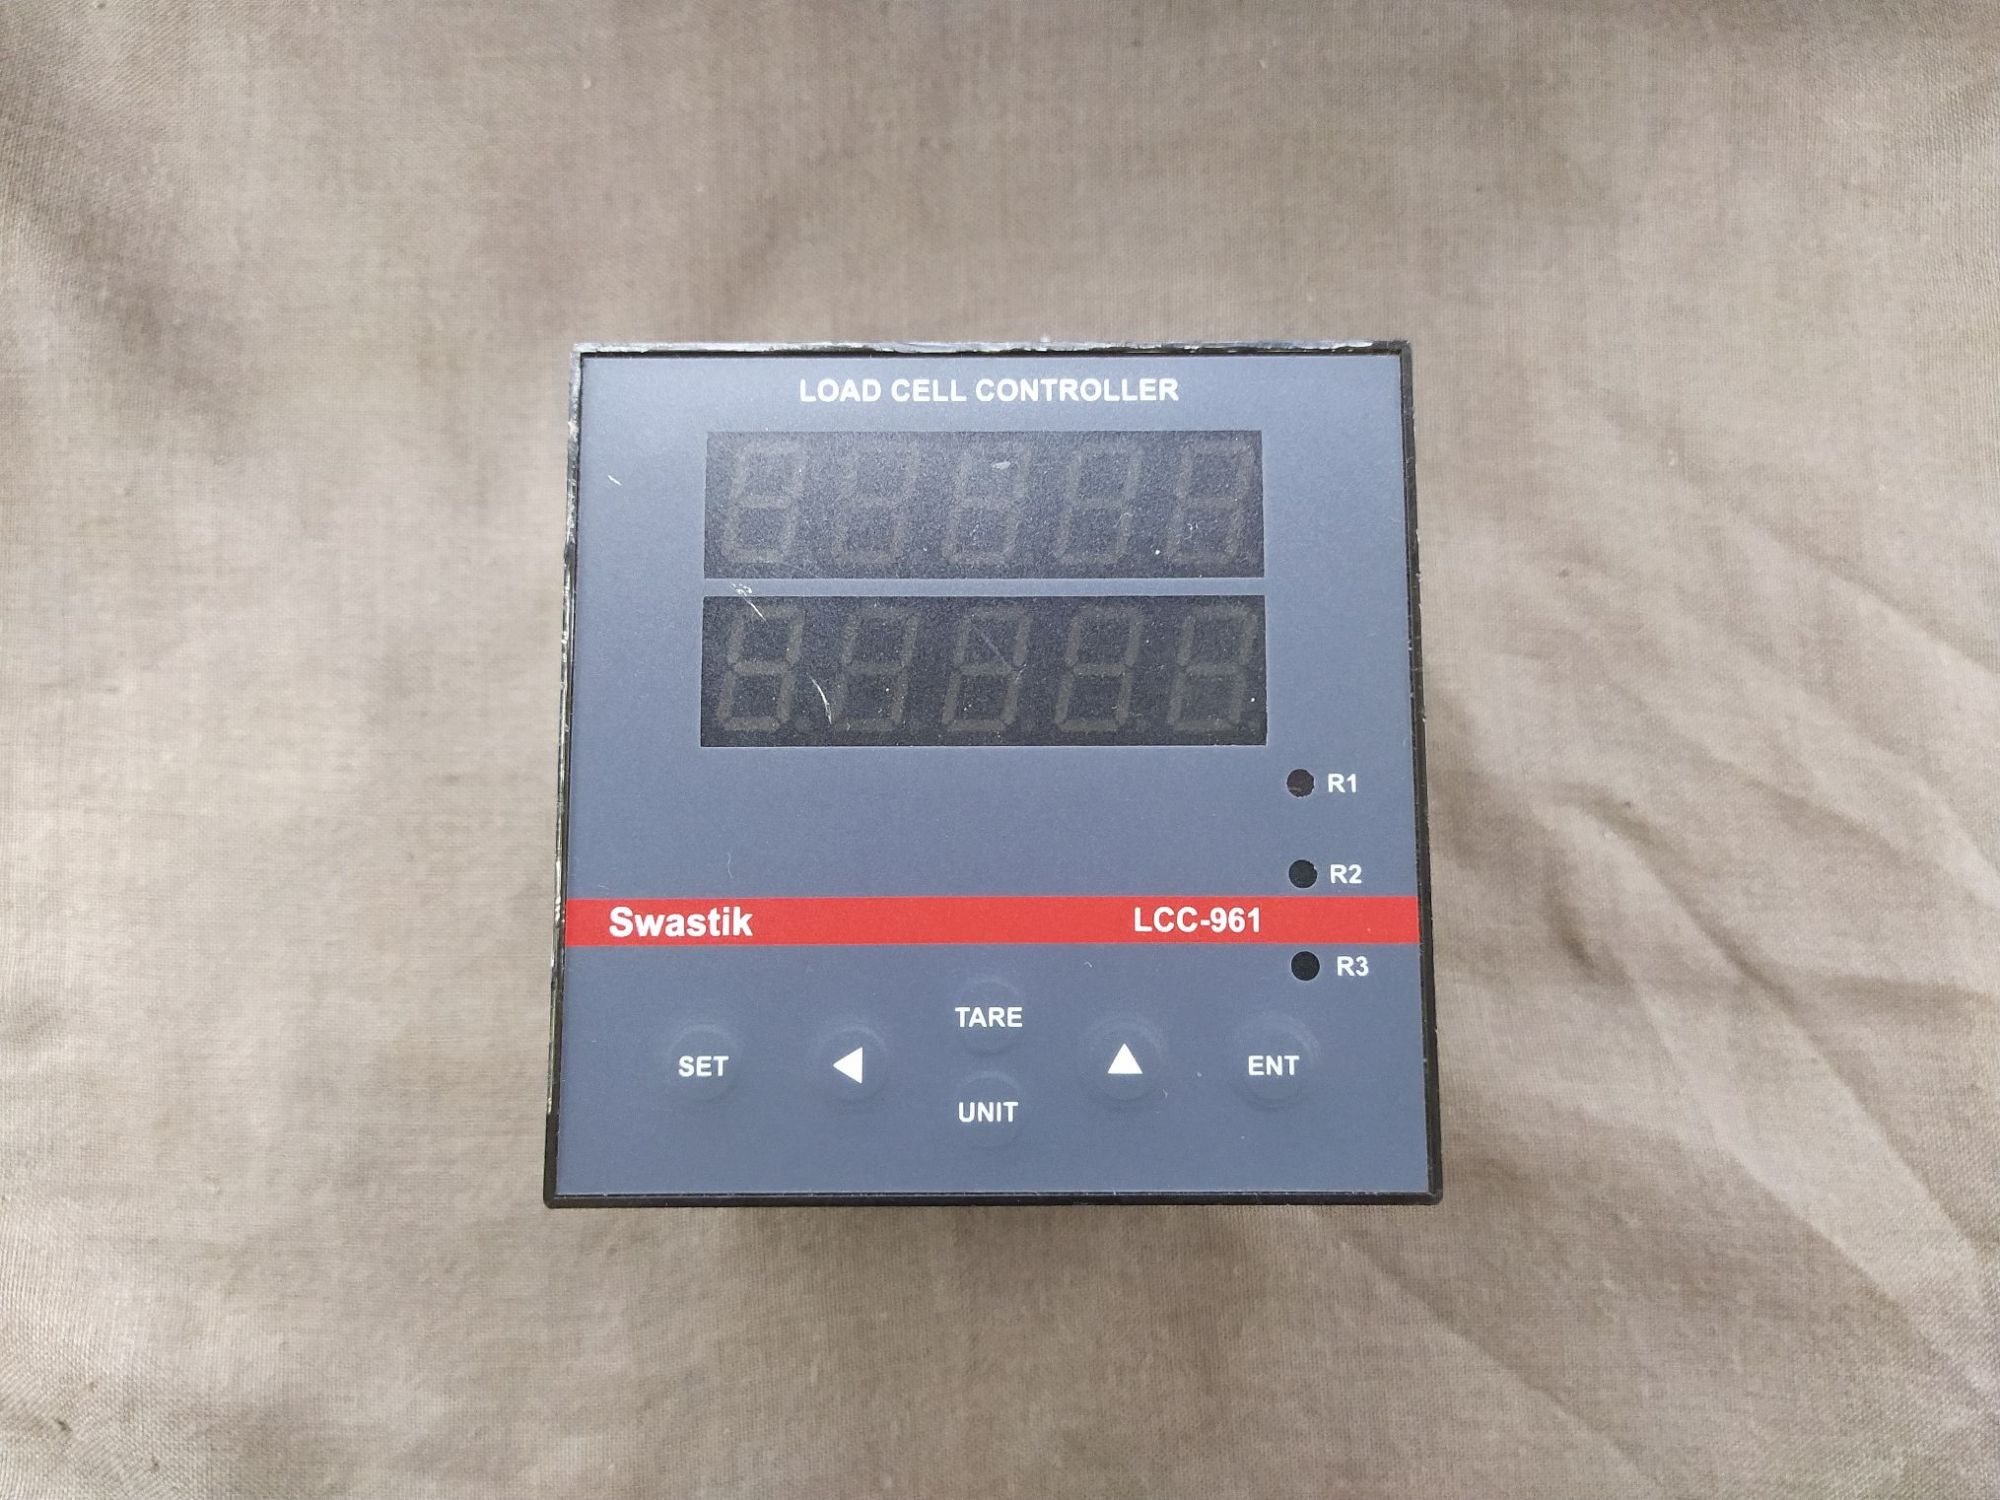 LOAD CELL CONTROLLER
R1
R2
Swastik LCC-961
R3
TARE
SET ◀ ▲ ENT
UNIT